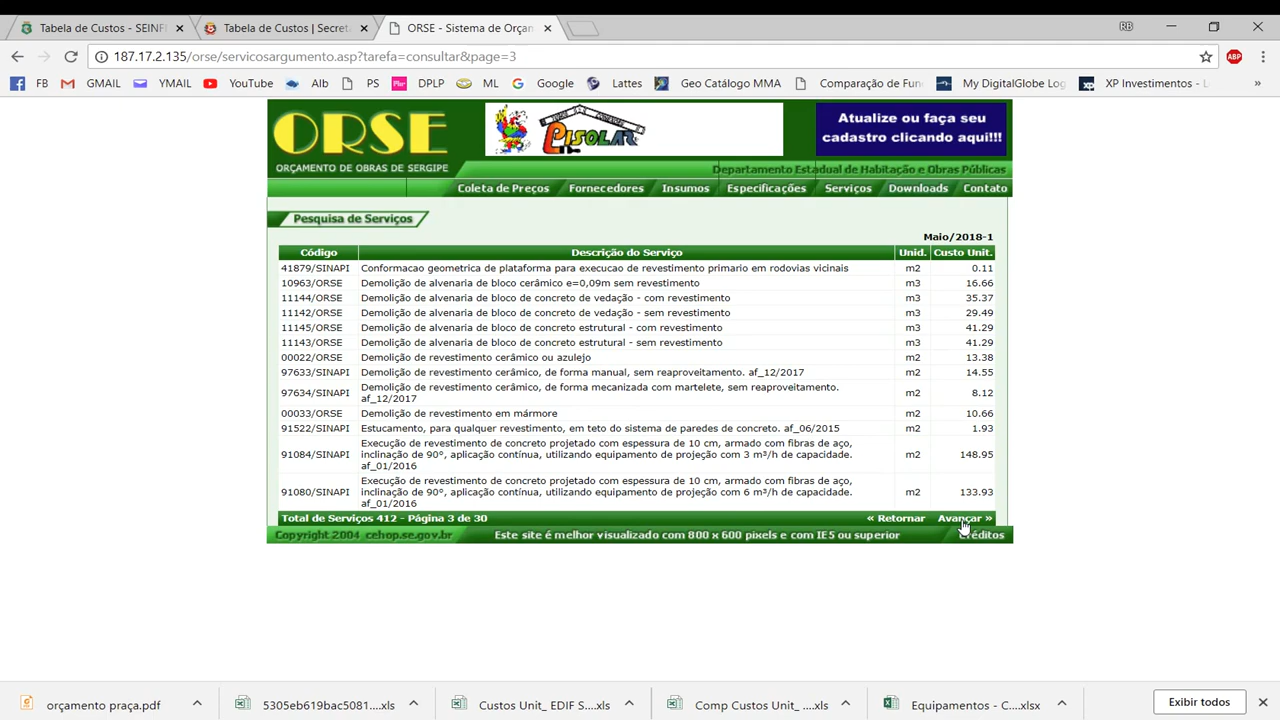 Tabela de Custos - SEINF
Tabela de Custos | Secret
ORSE - Sistema de Orçan
RB
187.17.2.135/orse/servicosargumento.asp?tarefa=consultar&page=3
ABP
FB
GMAIL
YMAIL
YouTube
Alb
PS
DPLP
ML
Google
Lattes
Geo Catálogo MMA
Comparação de Fun
My DigitalGlobe Log
XP Investimentos - L
ORSE
ORÇAMENTO DE OBRAS DE SERGIPE
PISOLAR
Atualize ou faça seu
cadastro clicando aqui!!!
Departamento Estadual de Habitação e Obras Públicas
Coleta de Preços Fornecedores Insumos Especificações Serviços Downloads Contato
Pesquisa de Serviços
Maio/2018-1
Código Descrição do Serviço Unid. Custo Unit.
41879/SINAPI Conformacao geometrica de plataforma para execucao de revestimento primario em rodovias vicinais m2 0.11
10963/ORSE Demolição de alvenaria de bloco cerâmico e=0,09m sem revestimento m3 16.66
11144/ORSE Demolição de alvenaria de bloco de concreto de vedação - com revestimento m3 35.37
11142/ORSE Demolição de alvenaria de bloco de concreto de vedação - sem revestimento m3 29.49
11145/ORSE Demolição de alvenaria de bloco de concreto estrutural - com revestimento m3 41.29
11143/ORSE Demolição de alvenaria de bloco de concreto estrutural - sem revestimento m3 41.29
00022/ORSE Demolição de revestimento cerâmico ou azulejo m2 13.38
97633/SINAPI Demolição de revestimento cerâmico, de forma manual, sem reaproveitamento. af_12/2017 m2 14.55
97634/SINAPI Demolição de revestimento cerâmico, de forma mecanizada com martelete, sem reaproveitamento. m2 8.12
af_12/2017
00033/ORSE Demolição de revestimento em mármore m2 10.66
91522/SINAPI Estucamento, para qualquer revestimento, em teto do sistema de paredes de concreto. af_06/2015 m2 1.93
Execução de revestimento de concreto projetado com espessura de 10 cm, armado com fibras de aço,
91084/SINAPI inclinação de 90°, aplicação contínua, utilizando equipamento de projeção com 3 m³/h de capacidade. m2 148.95
af_01/2016
Execução de revestimento de concreto projetado com espessura de 10 cm, armado com fibras de aço,
91080/SINAPI inclinação de 90°, aplicação contínua, utilizando equipamento de projeção com 6 m³/h de capacidade. m2 133.93
af_01/2016
Total de Serviços 412 - Página 3 de 30 « Retornar Avançar »
Copyright 2004 cehop.se.gov.br Este site é melhor visualizado com 800 x 600 pixels e com IE5 ou superior Créditos
orçamento praça.pdf
5305eb619bac5081....xls
Custos Unit_ EDIF S....xls
Comp Custos Unit_ ....xls
Equipamentos - C....xlsx
Exibir todos